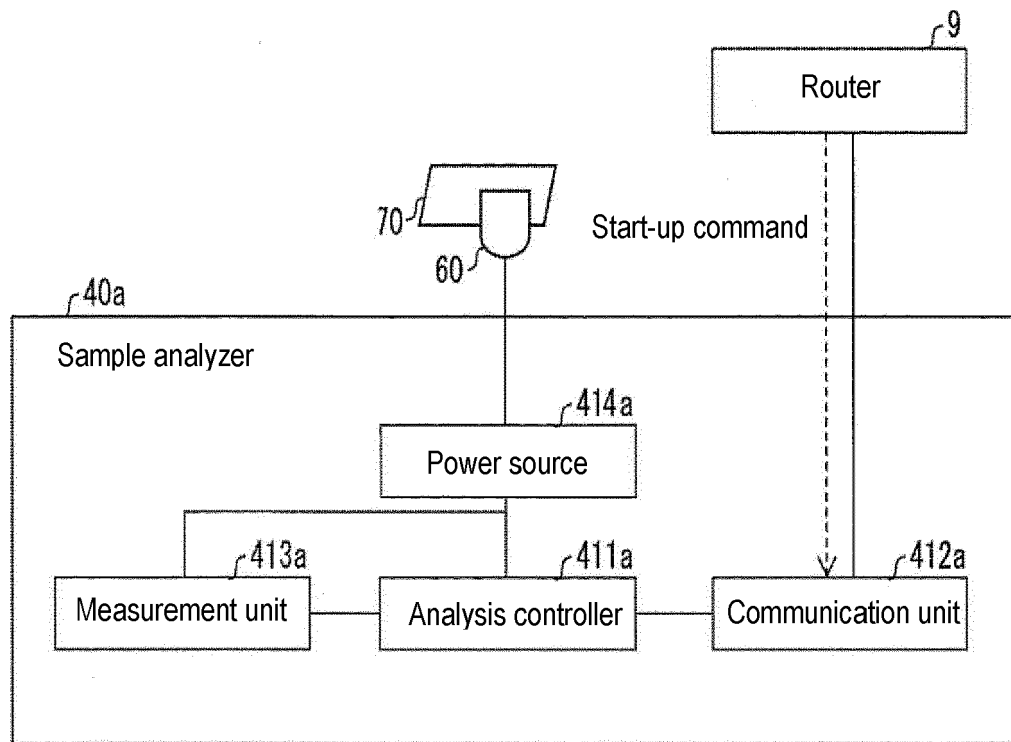 9
Router
70
60
Start-up command
40a
Sample analyzer
414a
Power source
413a
411a
412a
Measurement unit
Analysis controller
Communication unit